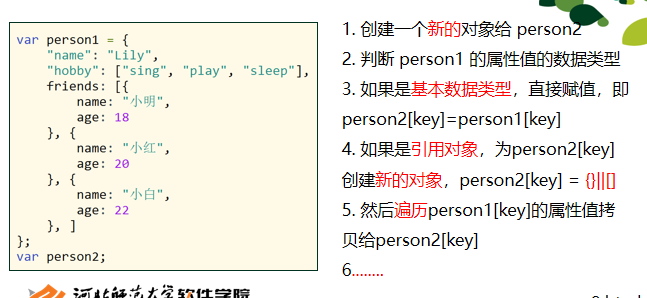 var person1 = {
"name": "Lily",
"hobby": ["sing", "play", "sleep"],
friends: [{
name: "小明",
age: 18
}, {
name: "小红",
age: 20
}, {
name: "小白",
age: 22
}, ]
};
var person2;
河北师范大学软件学院
1. 创建一个新的对象给 person2
2. 判断 person1 的属性值的数据类型
3. 如果是基本数据类型，直接赋值，即
person2[key]=person1[key]
4. 如果是引用对象，为person2[key]
创建新的对象，person2[key] = {}||[]
5. 然后遍历person1[key]的属性值拷
贝给person2[key]
6........